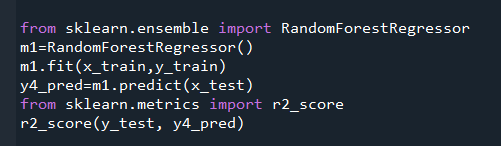 from sklearn.ensemble import RandomForestRegressor
m1=RandomForestRegressor()
m1.fit(x_train,y_train)
y4_pred=m1.predict(x_test)
from sklearn.metrics import r2_score
r2_score(y_test, y4_pred)